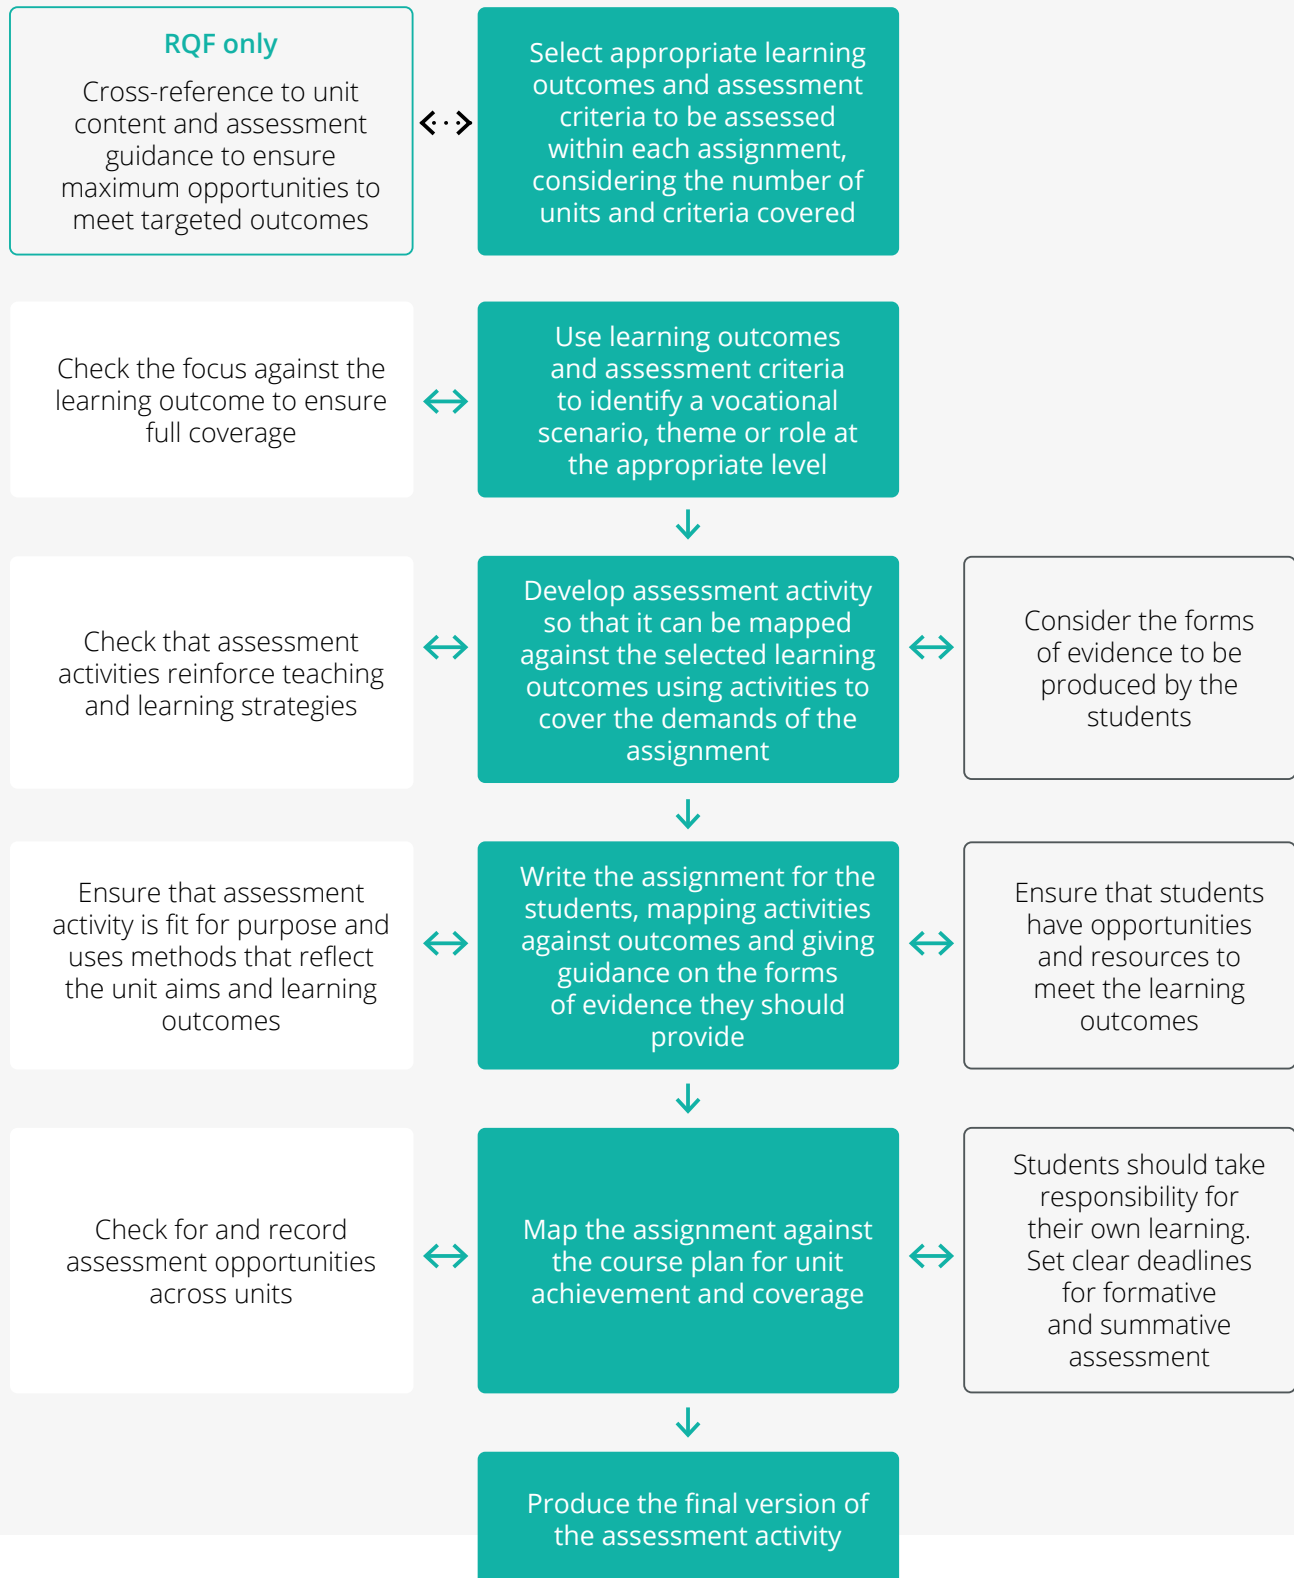 RQF only
Cross-reference to unit
content and assessment
guidance to ensure
maximum opportunities to
meet targeted outcomes
Select appropriate learning
outcomes and assessment
criteria to be assessed
within each assignment,
considering the number of
units and criteria covered
Check the focus against the
learning outcome to ensure
full coverage
Use learning outcomes
and assessment criteria
to identify a vocational
scenario, theme or role at
the appropriate level
Check that assessment
activities reinforce teaching
and learning strategies
Develop assessment activity
so that it can be mapped
against the selected learning
outcomes using activities to
cover the demands of the
assignment
Consider the forms
of evidence to be
produced by the
students
Ensure that assessment
activity is fit for purpose and
uses methods that reflect
the unit aims and learning
outcomes
Write the assignment for the
students, mapping activities
against outcomes and giving
guidance on the forms
of evidence they should
provide
Ensure that students
have opportunities
and resources to
meet the learning
outcomes
Check for and record
assessment opportunities
across units
Map the assignment against
the course plan for unit
achievement and coverage
Students should take
responsibility for
their own learning.
Set clear deadlines
for formative
and summative
assessment
Produce the final version of
the assessment activity